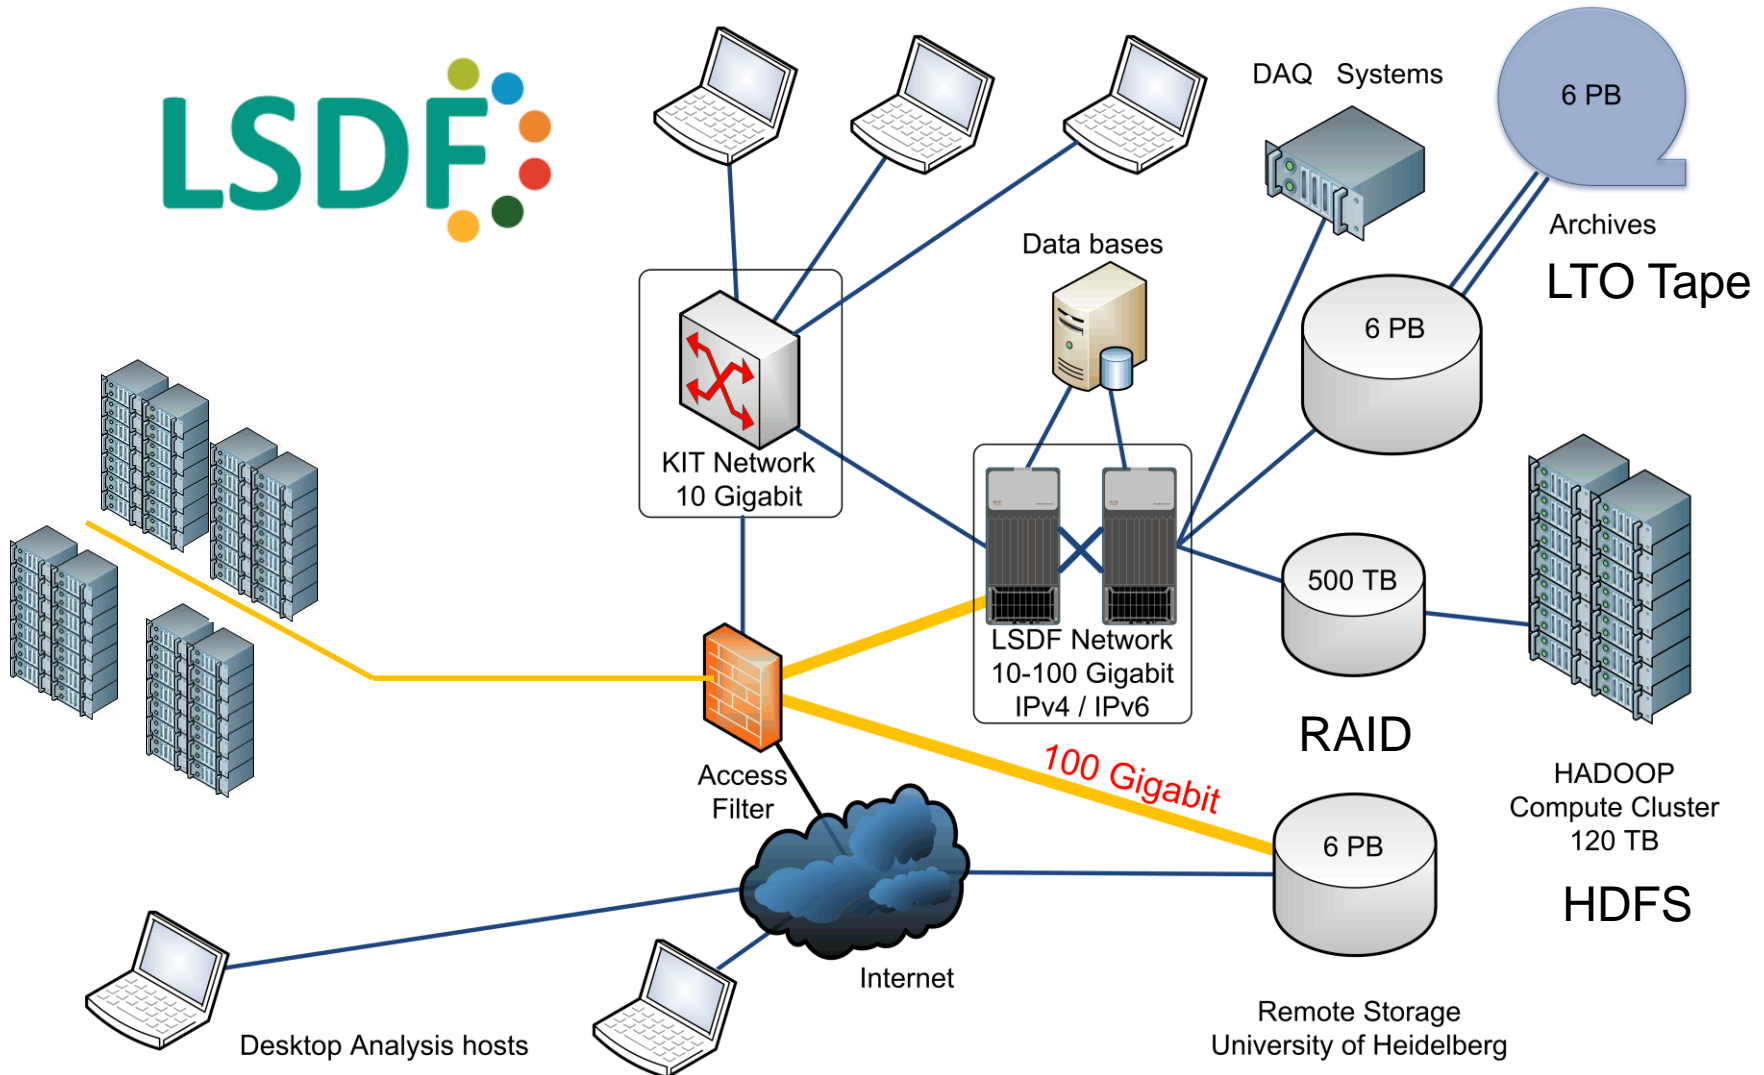 LSDF
DAQ Systems
6 PB
Archives
LTO Tape
Data bases
6 PB
KIT Network
10 Gigabit
500 TB
LSDF Network
10-100 Gigabit
IPv4 / IPv6
RAID
100 Gigabit
Access
Filter
HADOOP
Compute Cluster
120 TB
6 PB
HDFS
Internet
Remote Storage
University of Heidelberg
Desktop Analysis hosts